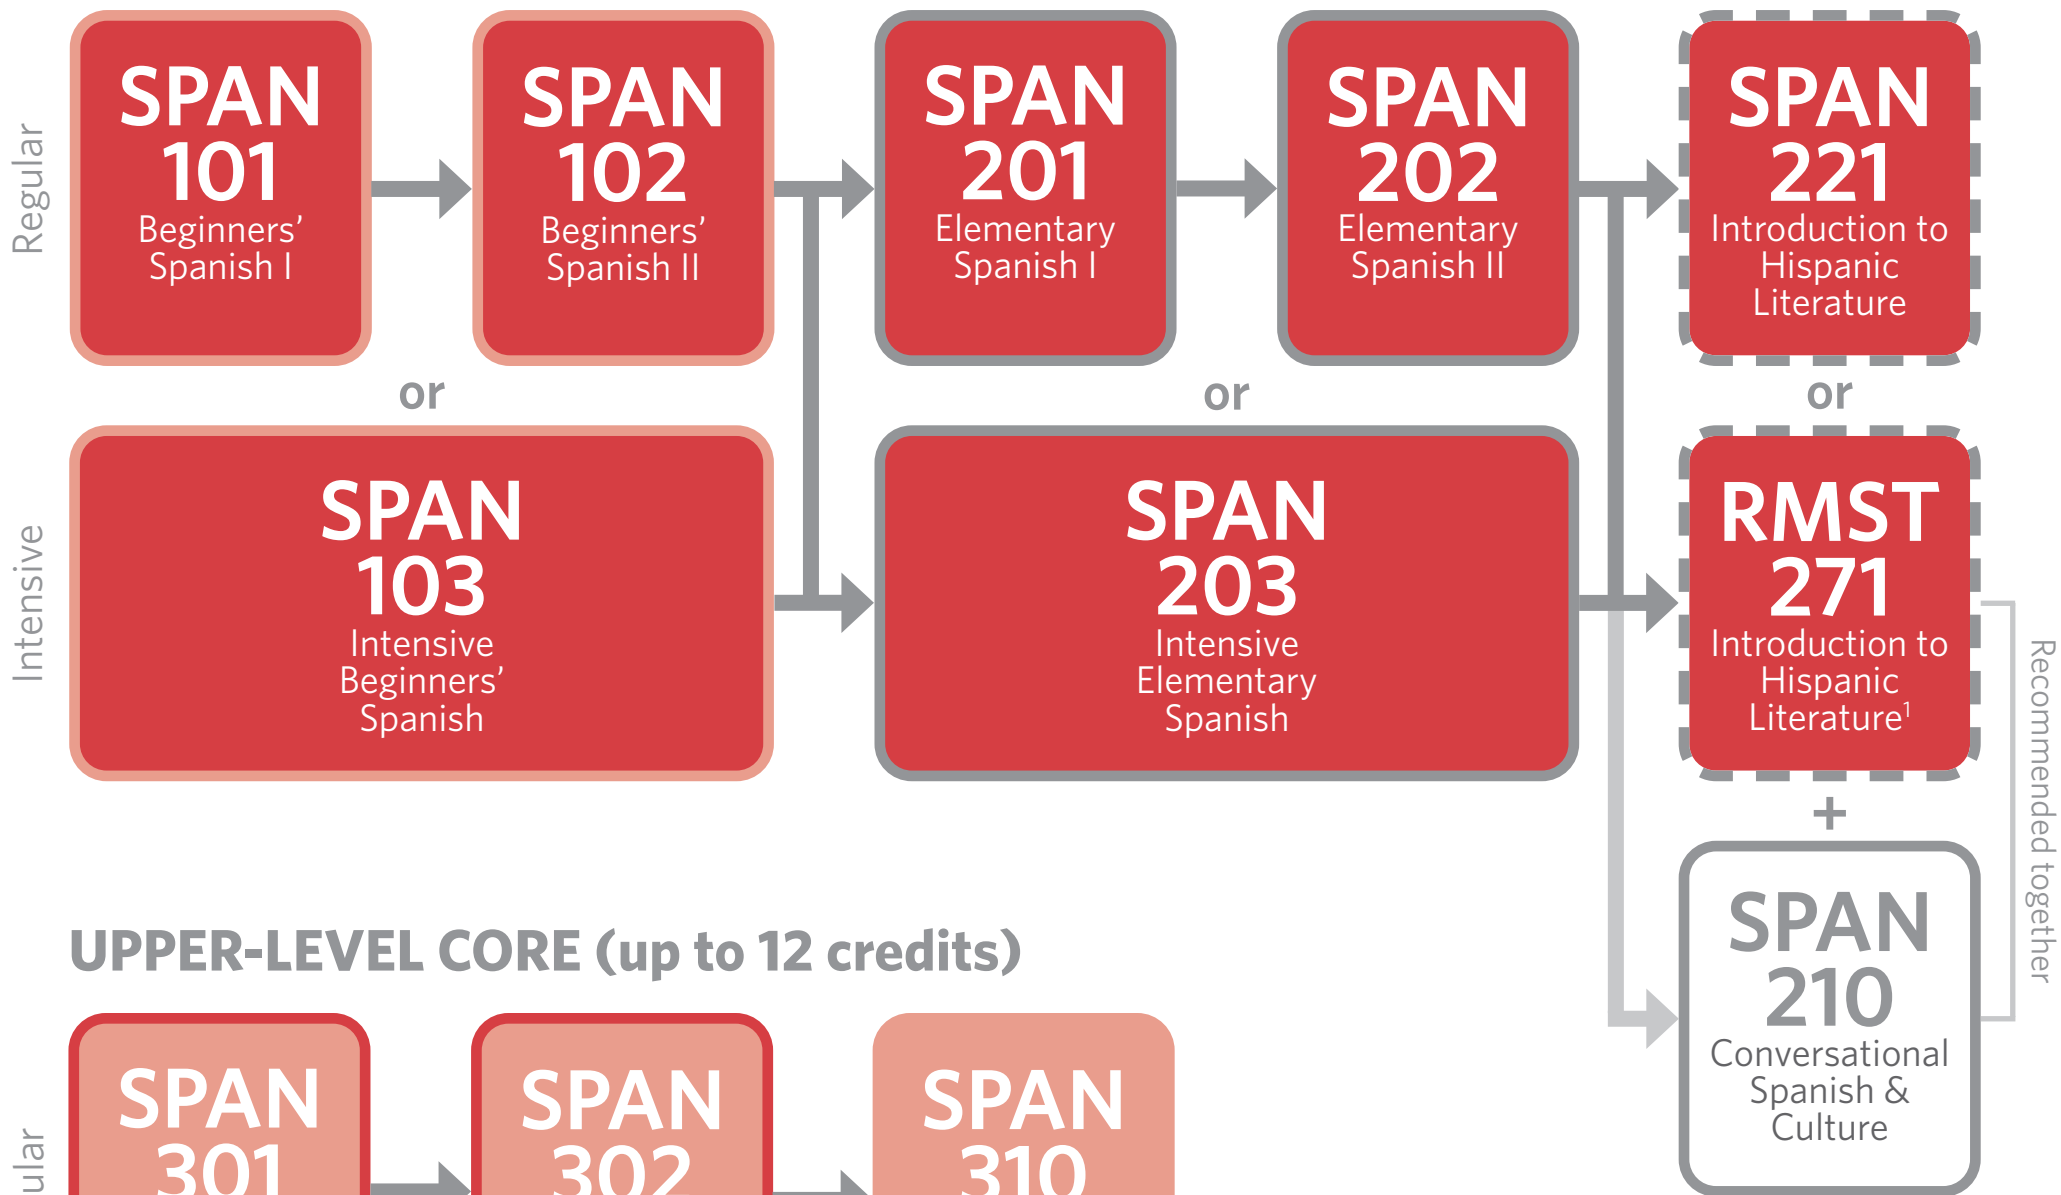 Regular
SPAN
101
Beginners’
Spanish I
SPAN
102
Beginners’
Spanish II
SPAN
201
Elementary
Spanish I
SPAN
202
Elementary
Spanish II
SPAN
221
Introduction to
Hispanic
Literature
or
or
or
Intensive
SPAN
103
Intensive
Beginners’
Spanish
SPAN
203
Intensive
Elementary
Spanish
RMST
271
Introduction to
Hispanic
Literature¹
+
Recommended together
SPAN
210
Conversational
Spanish &
Culture
UPPER-LEVEL CORE (up to 12 credits)
ular
SPAN
301
SPAN
302
SPAN
310